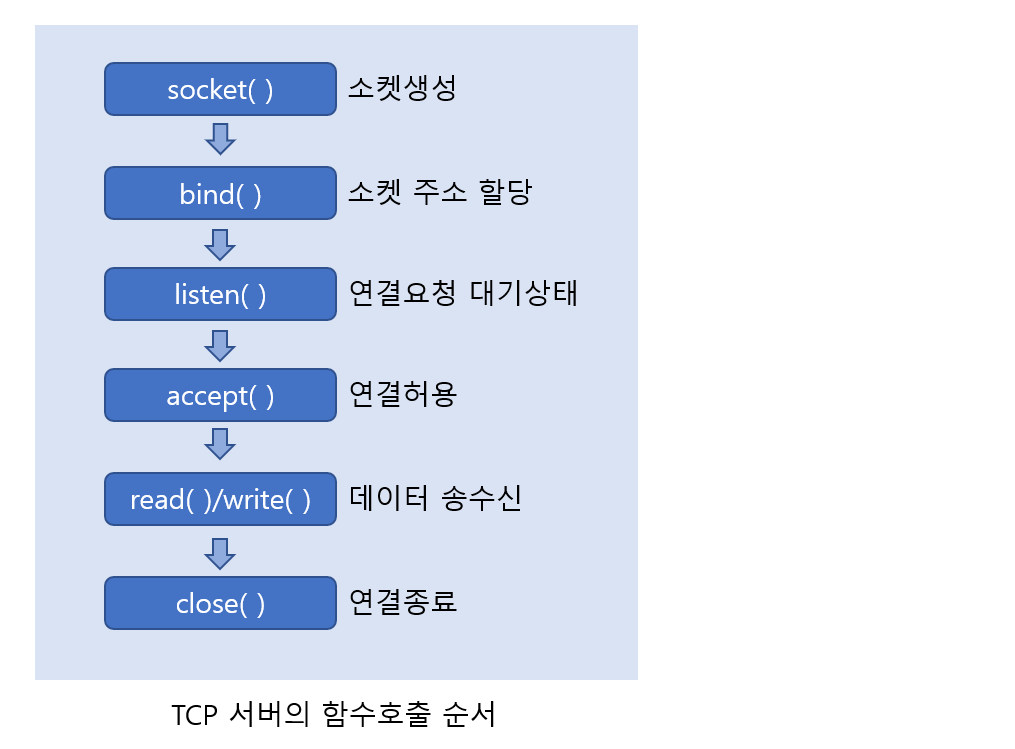 socket( ) 소켓생성
bind( ) 소켓 주소 할당
listen( ) 연결요청 대기상태
accept( ) 연결허용
read( )/write( ) 데이터 송수신
close( ) 연결종료
TCP 서버의 함수호출 순서